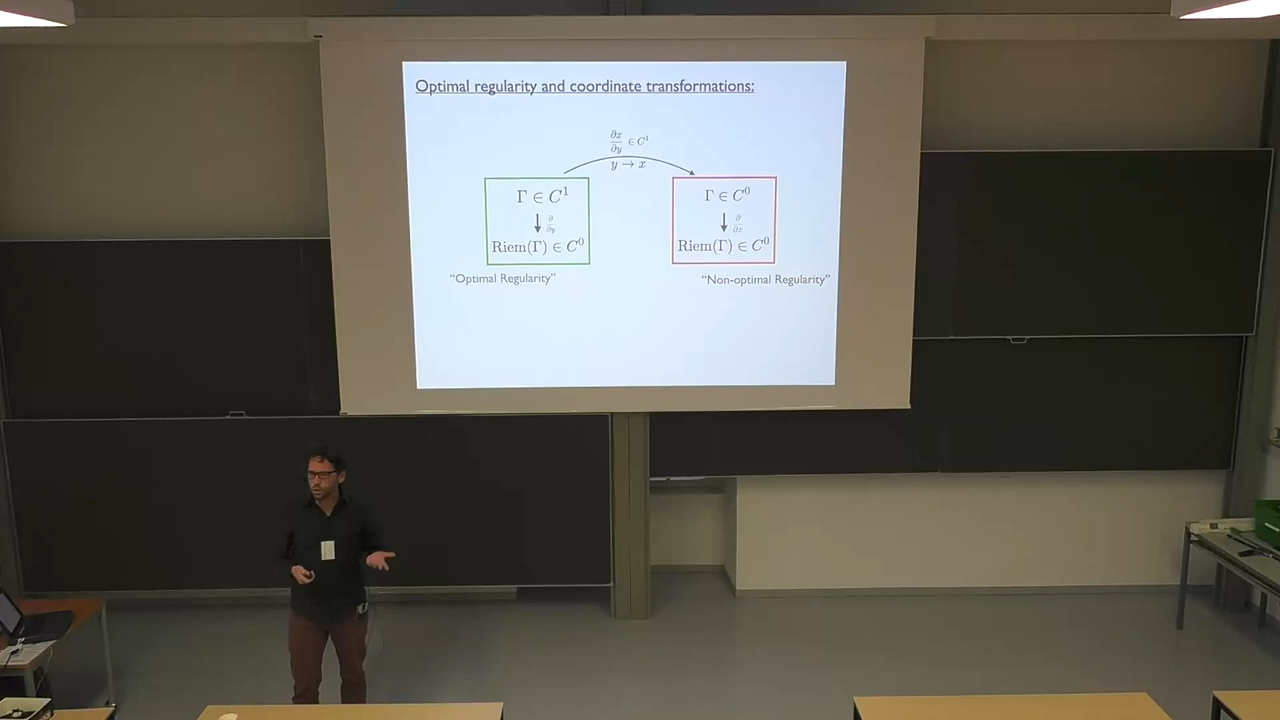 Optimal regularity and coordinate transformations:
∂x/∂y ∈ C¹
y → x
Γ ∈ C¹
↓ ∂/∂y
Riem(Γ) ∈ C⁰
"Optimal Regularity"
Γ ∈ C⁰
↓ ∂/∂x
Riem(Γ) ∈ C⁰
"Non-optimal Regularity"